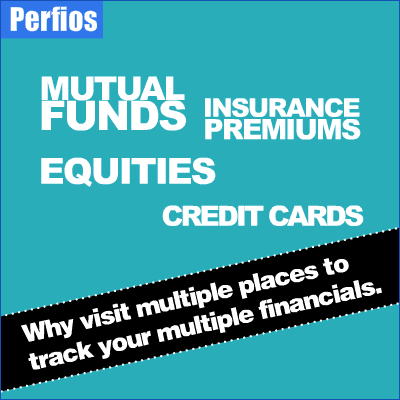 Perfios
MUTUAL
FUNDS
INSURANCE
PREMIUMS
EQUITIES
CREDIT CARDS
Why visit multiple places to
track your multiple financials.